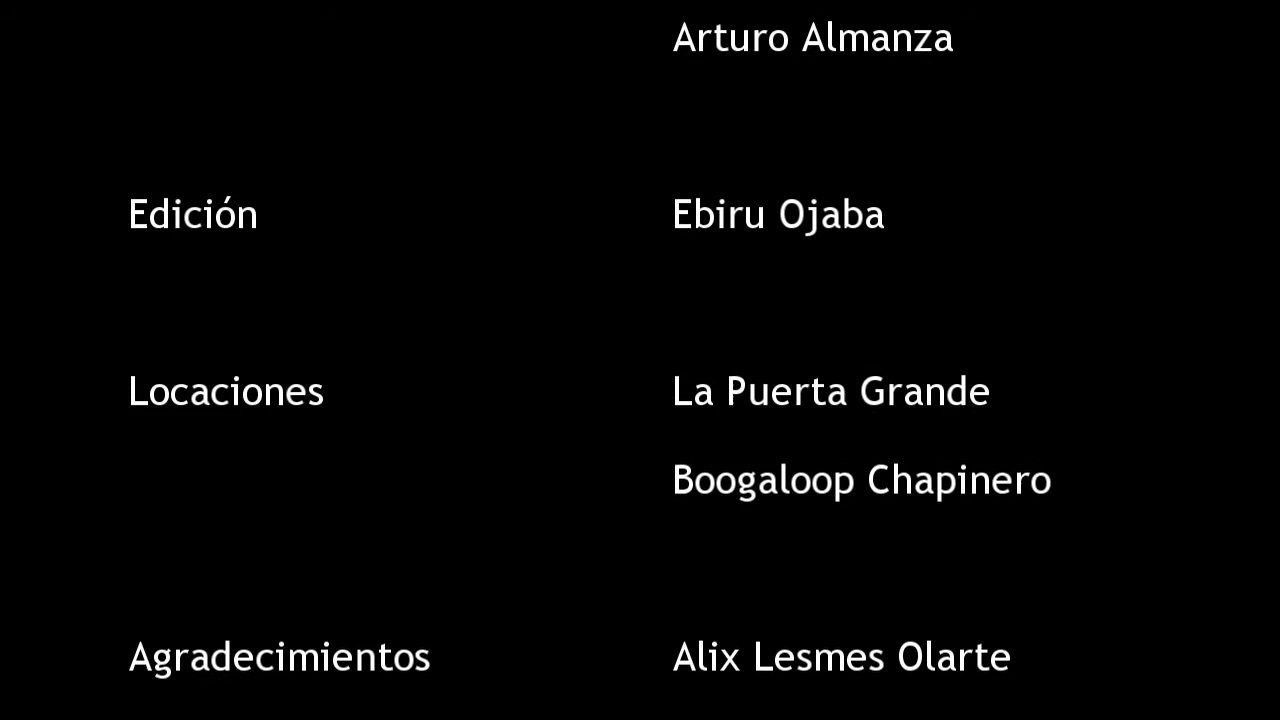 Arturo Almanza
Edición Ebiru Ojaba
Locaciones La Puerta Grande
Boogaloop Chapinero
Agradecimientos Alix Lesmes Olarte